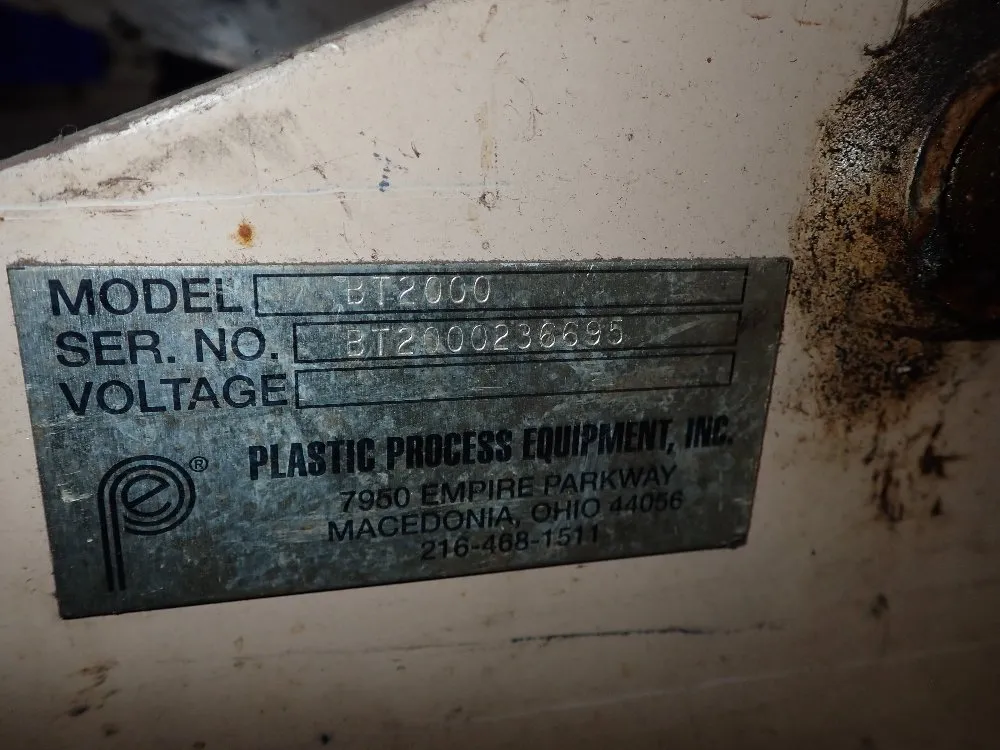 MODEL BT2000
SER. NO. BT2000236695
VOLTAGE
pe ®
PLASTIC PROCESS EQUIPMENT, INC.
7950 EMPIRE PARKWAY
MACEDONIA, OHIO 44056
216-468-1511